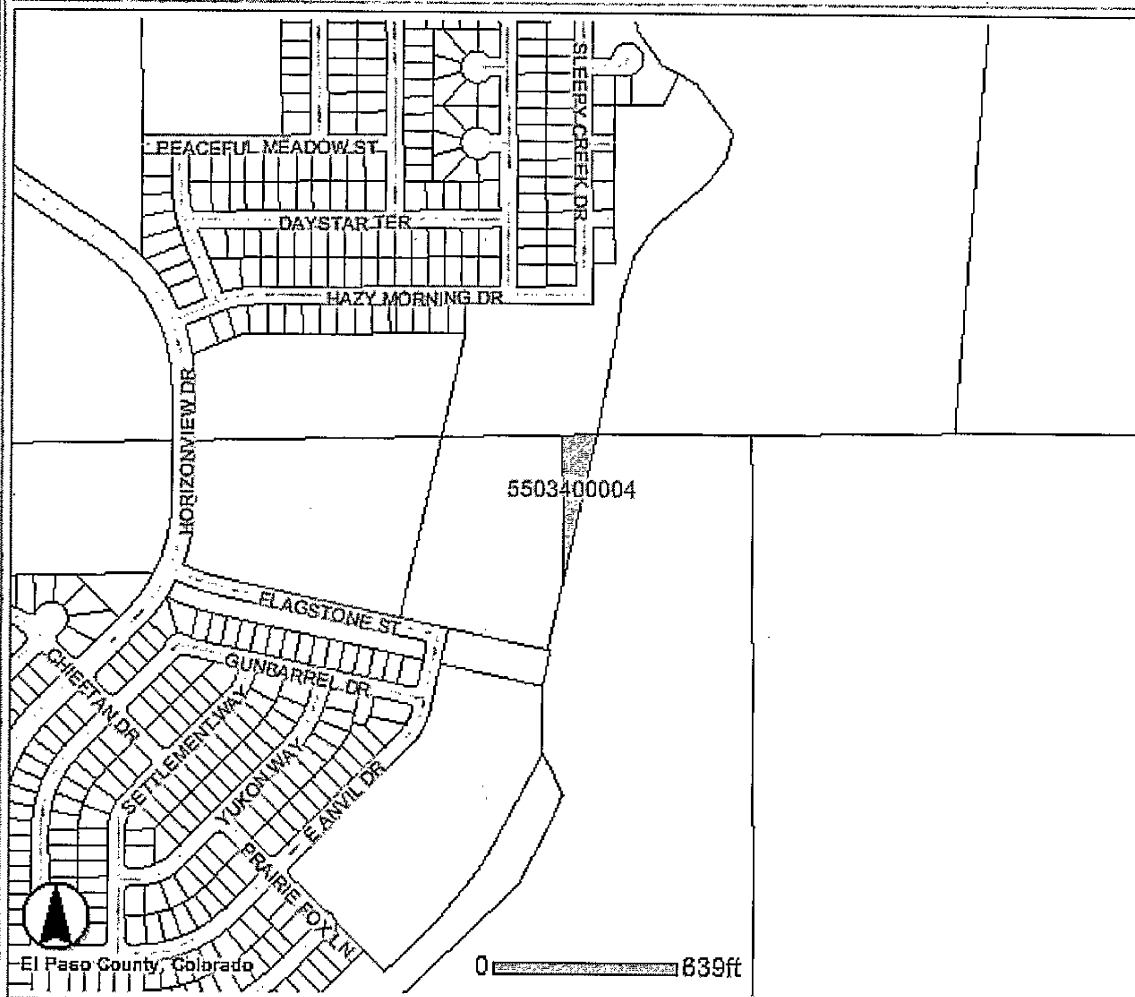 SLEEPY CREEK DR
PEACEFUL MEADOW ST
DAYSTAR TER
HAZY MORNING DR
HORIZONVIEW DR
5503400004
FLAGSTONE ST
GUNBARREL DR
CHIEFTAN DR
SETTLEMENT WAY
YUKON WAY
E ANVIL DR
PRAIRIE FOX LN
El Paso County, Colorado
0 639ft